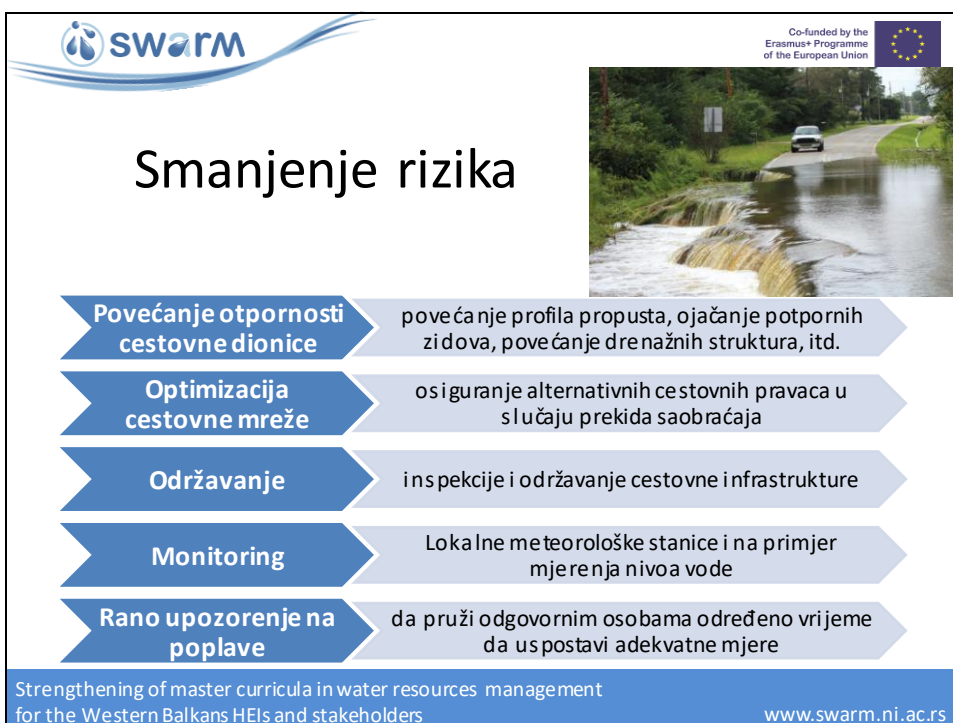 swarm
Co-funded by the
Erasmus+ Programme
of the European Union
Smanjenje rizika
Povećanje otpornosti
cestovne dionice
povećanje profila propusta, ojačanje potpornih
zidova, povećanje drenažnih struktura, itd.
Optimizacija
cestovne mreže
osiguranje alternativnih cestovnih pravaca u
slučaju prekida saobraćaja
Održavanje
inspekcije i održavanje cestovne infrastrukture
Monitoring
Lokalne meteorološke stanice i na primjer
mjerenja nivoa vode
Rano upozorenje na
poplave
da pruži odgovornim osobama određeno vrijeme
da uspostavi adekvatne mjere
Strengthening of master curricula in water resources management
for the Western Balkans HEIs and stakeholders
www.swarm.ni.ac.rs